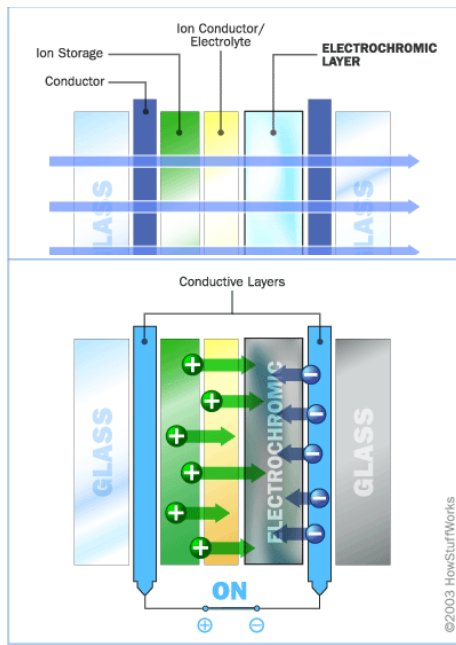 Ion Conductor/
Electrolyte
Ion Storage
ELECTROCHROMIC
LAYER
Conductor
GLASS
GLASS
Conductive Layers
GLASS
ELECTROCHROMIC
GLASS
+
+
+
+
+
+
−
−
−
−
−
ON
+
−
©2003 HowStuffWorks